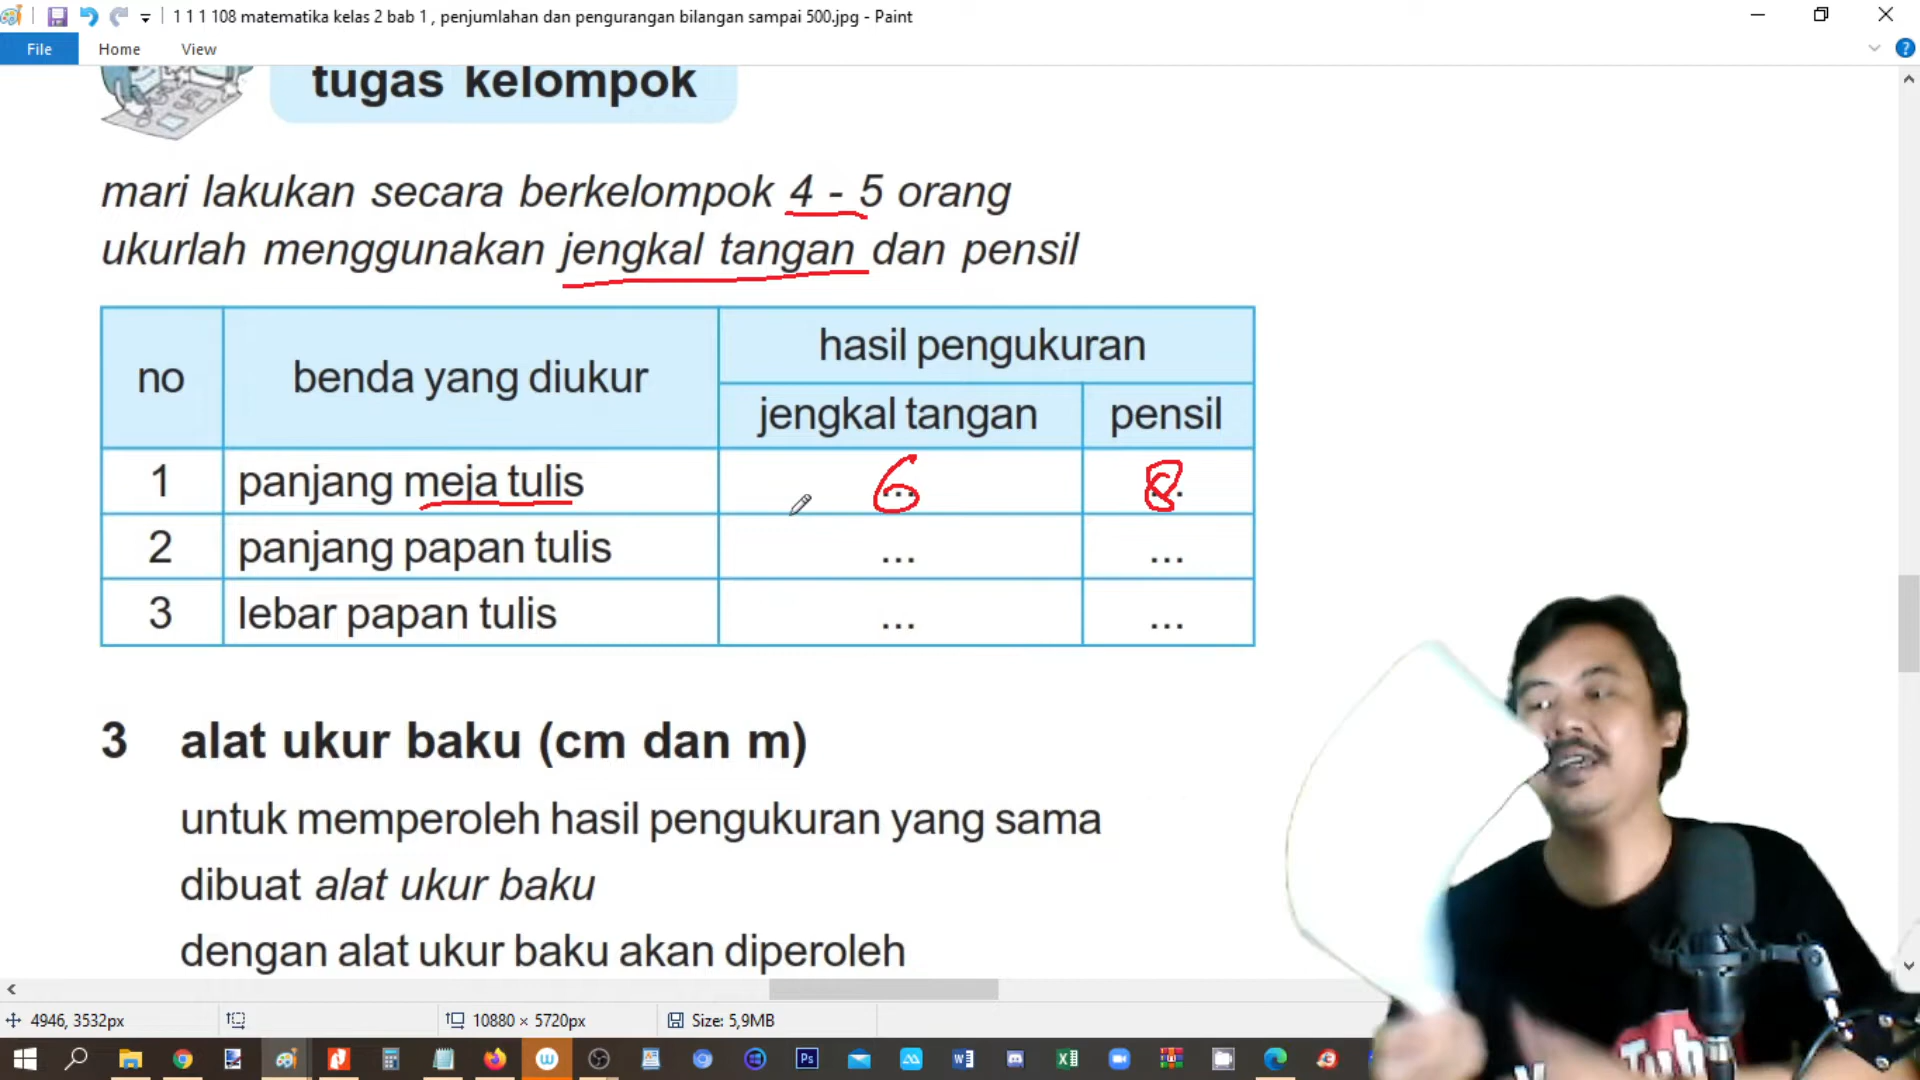 1 1 1 108 matematika kelas 2 bab 1 , penjumlahan dan pengurangan bilangan sampai 500.jpg - Paint
File Home View
tugas kelompok
mari lakukan secara berkelompok 4 - 5 orang
ukurlah menggunakan jengkal tangan dan pensil
no benda yang diukur hasil pengukuran
jengkal tangan pensil
1 panjang meja tulis 6 8
2 panjang papan tulis ... ...
3 lebar papan tulis ... ...
3 alat ukur baku (cm dan m)
untuk memperoleh hasil pengukuran yang sama
dibuat alat ukur baku
dengan alat ukur baku akan diperoleh
4946, 3532px 10880 × 5720px Size: 5,9MB